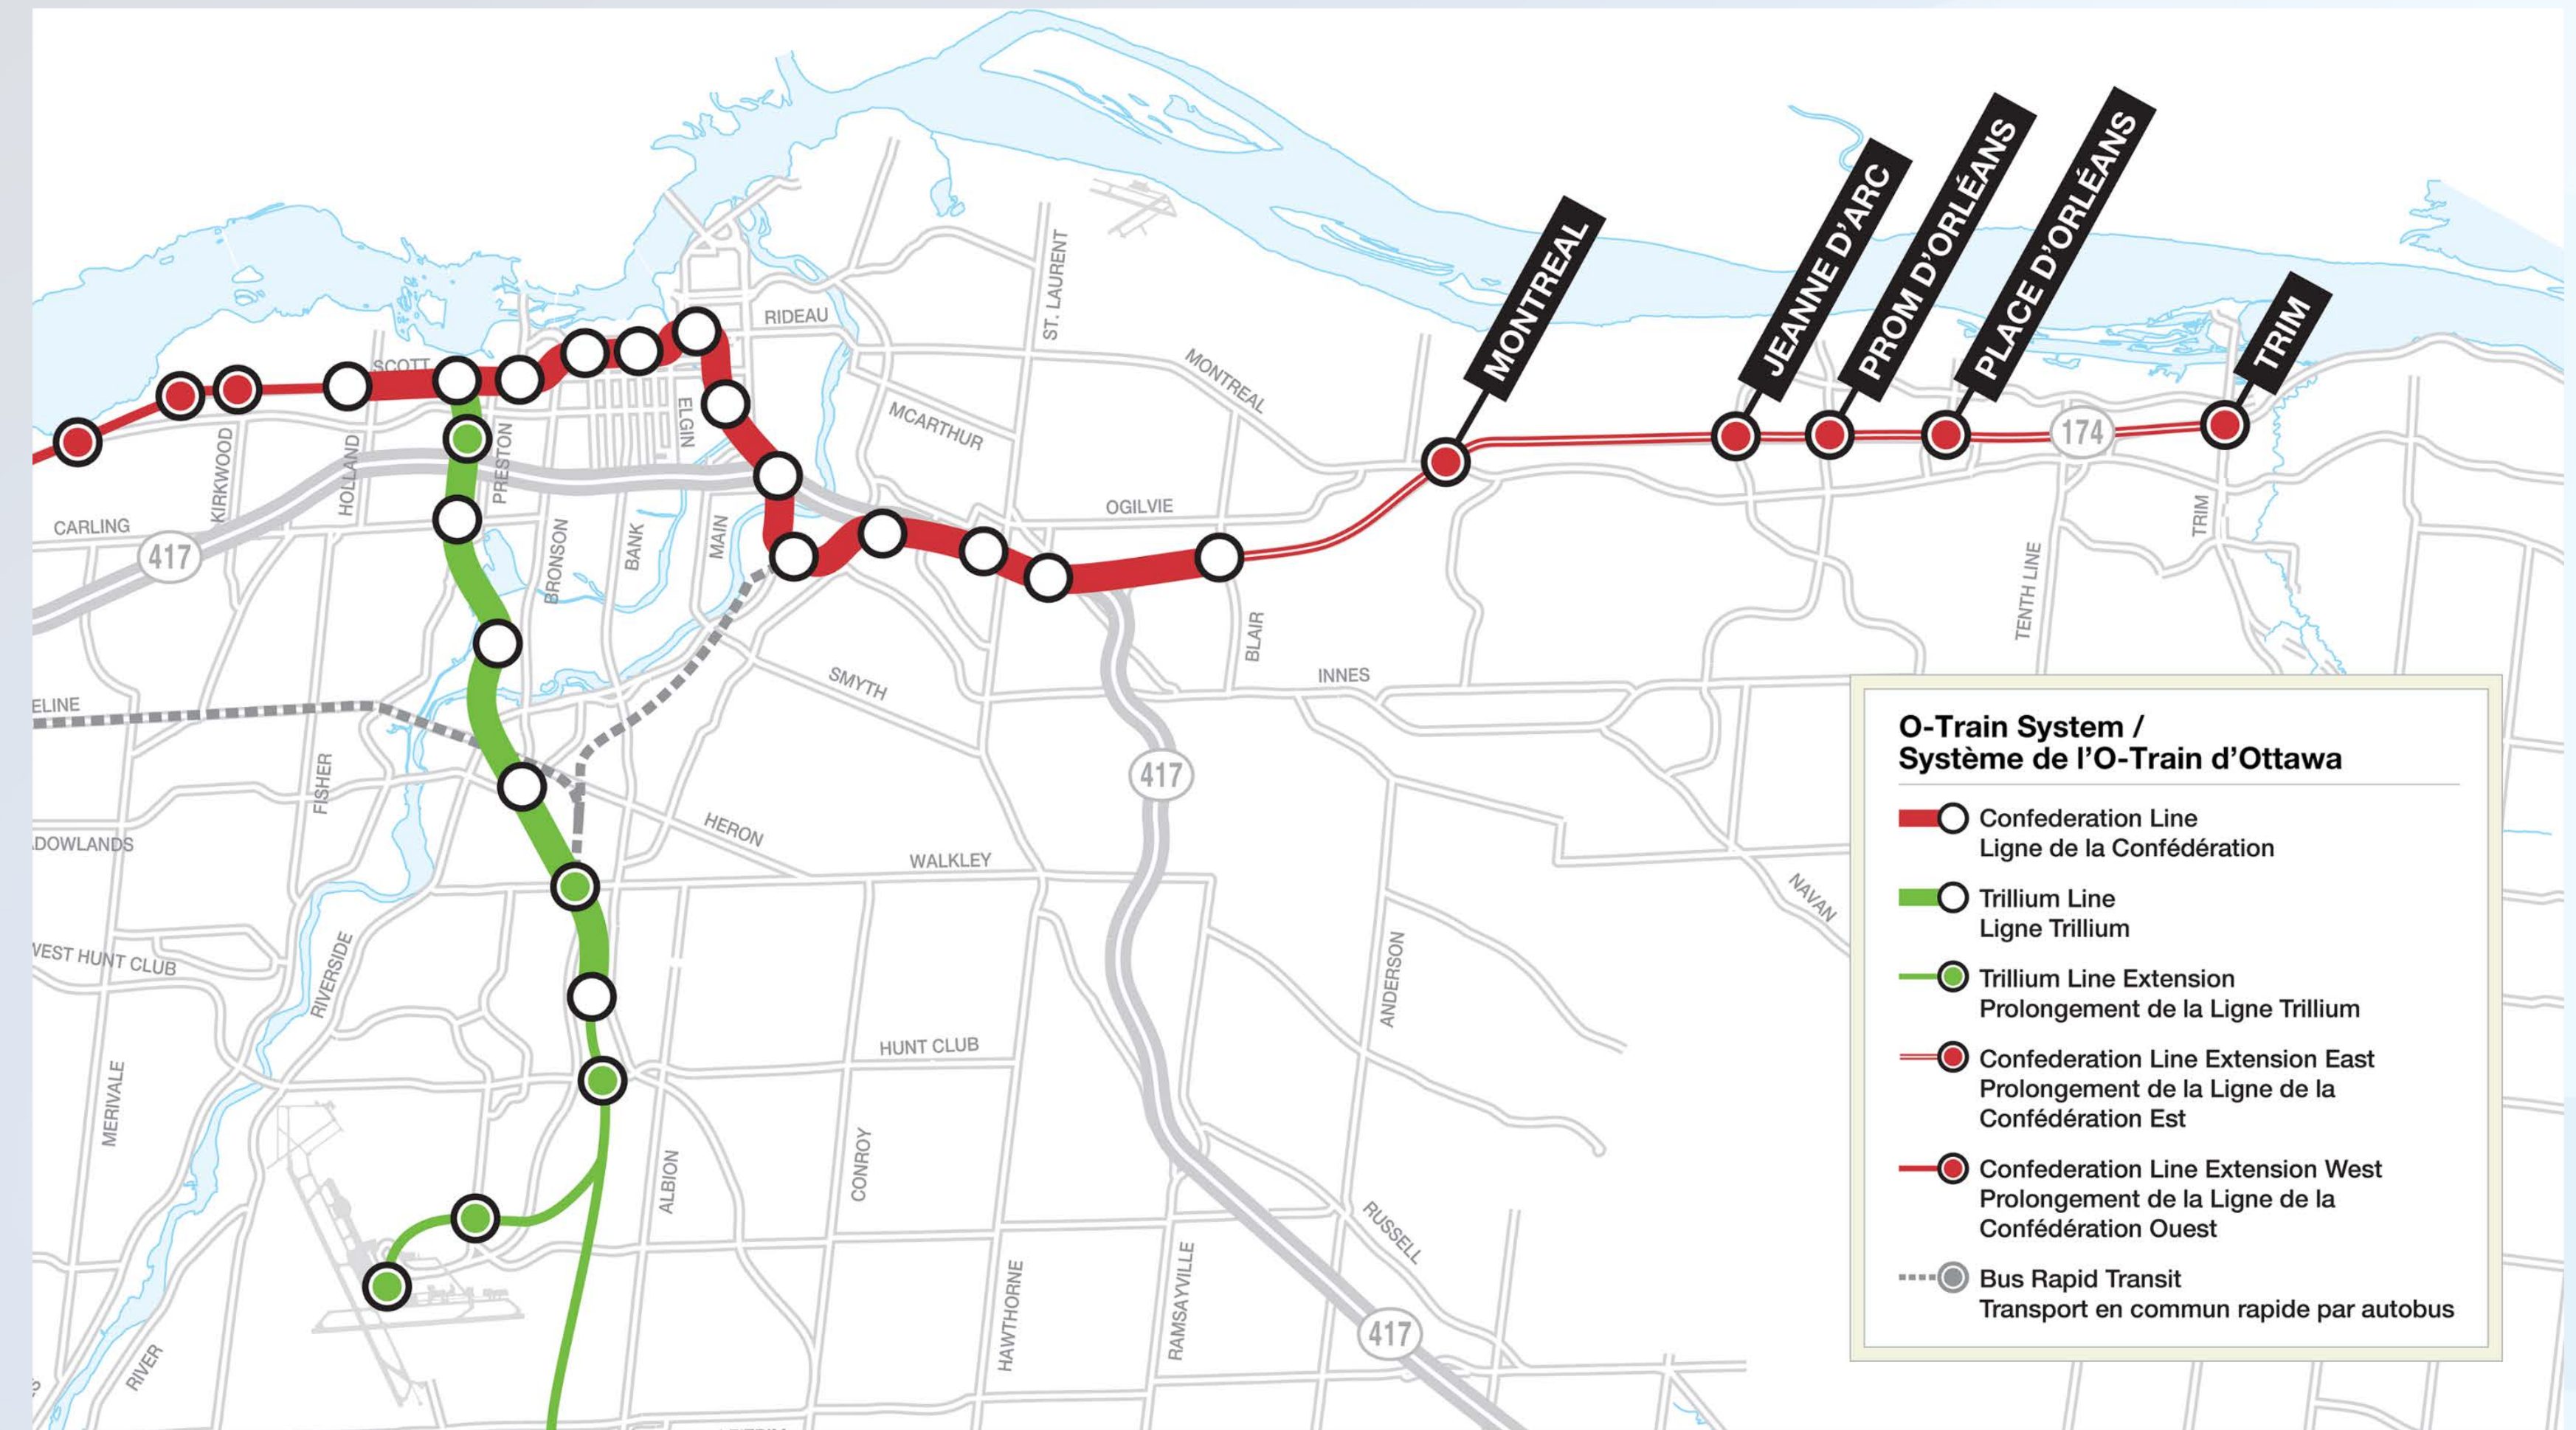 MONTREAL
JEANNE D'ARC
PROM D'ORLÉANS
PLACE D'ORLÉANS
TRIM
RIDEAU
ST. LAURENT
MONTREAL
SCOTT
ELGIN
MCARTHUR
174
KIRKWOOD
HOLLAND
PRESTON
CARLING
417
BRONSON
BANK
MAIN
OGILVIE
TRIM
TENTH LINE
BLAIR
SMYTH
INNES
ELINE
FISHER
417
HERON
DOWLANDS
WALKLEY
NAVAN
WEST HUNT CLUB
RIVERSIDE
ANDERSON
HUNT CLUB
MERIVALE
ALBION
CONROY
RUSSELL
HAWTHORNE
RAMSAYVILLE
417
RIVER
O-Train System /
Système de l'O-Train d'Ottawa
Confederation Line
Ligne de la Confédération
Trillium Line
Ligne Trillium
Trillium Line Extension
Prolongement de la Ligne Trillium
Confederation Line Extension East
Prolongement de la Ligne de la
Confédération Est
Confederation Line Extension West
Prolongement de la Ligne de la
Confédération Ouest
Bus Rapid Transit
Transport en commun rapide par autobus